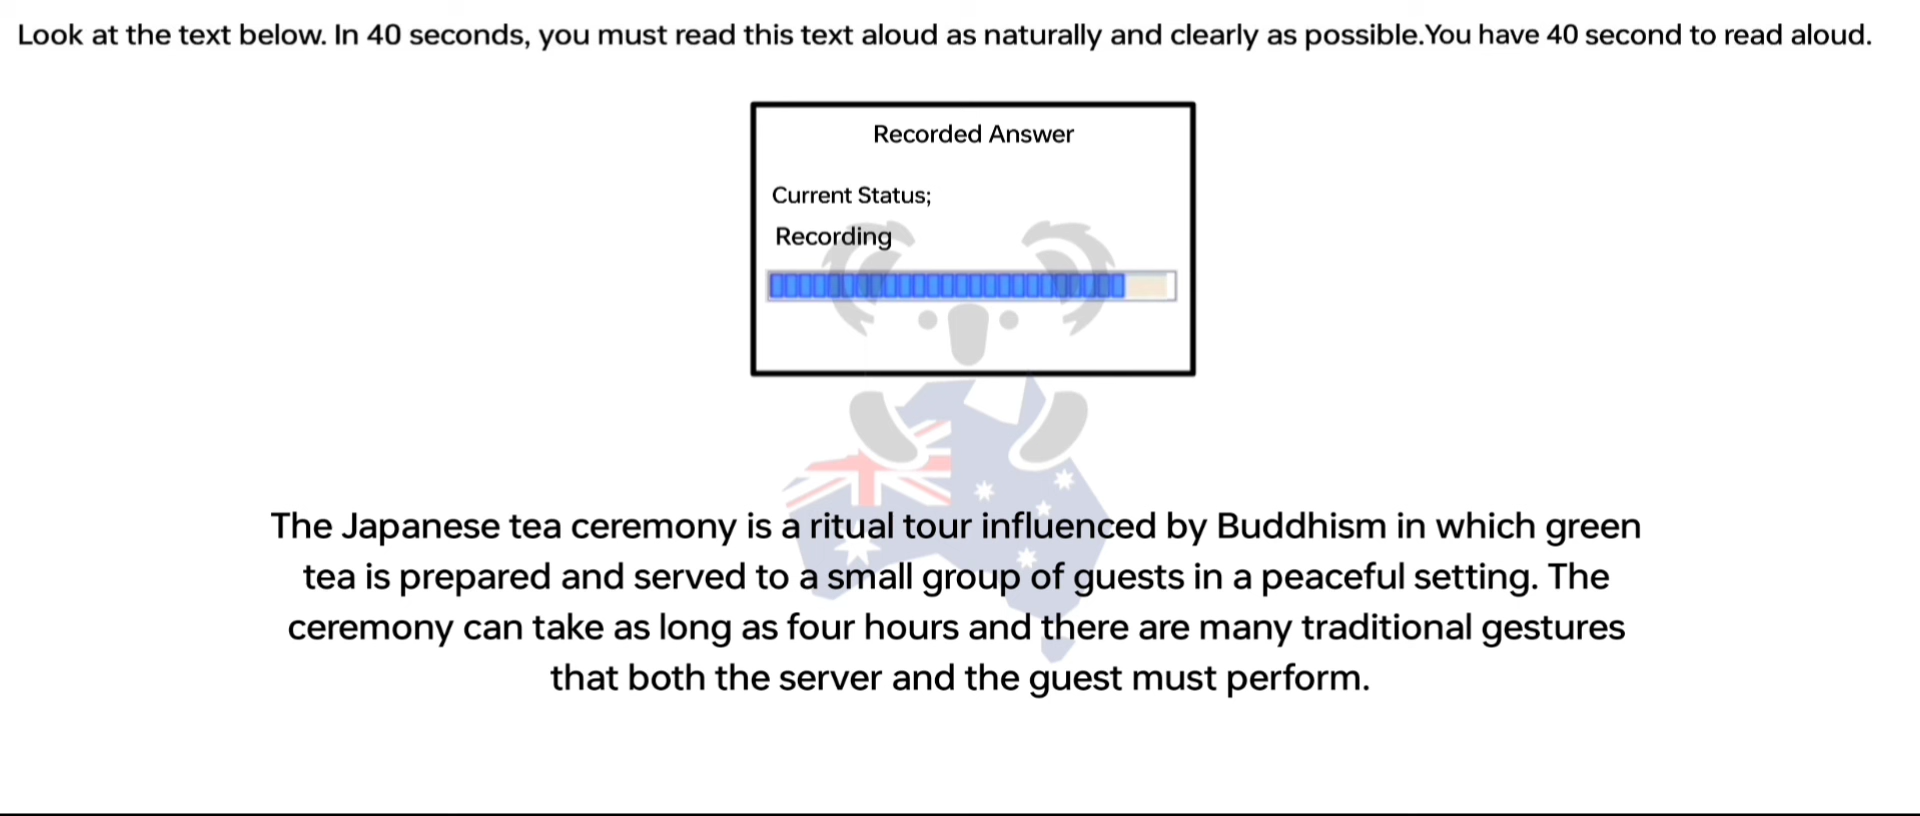 Look at the text below. In 40 seconds, you must read this text aloud as naturally and clearly as possible.You have 40 second to read aloud.
Recorded Answer
Current Status;
Recording
The Japanese tea ceremony is a ritual tour influenced by Buddhism in which green
tea is prepared and served to a small group of guests in a peaceful setting. The
ceremony can take as long as four hours and there are many traditional gestures
that both the server and the guest must perform.